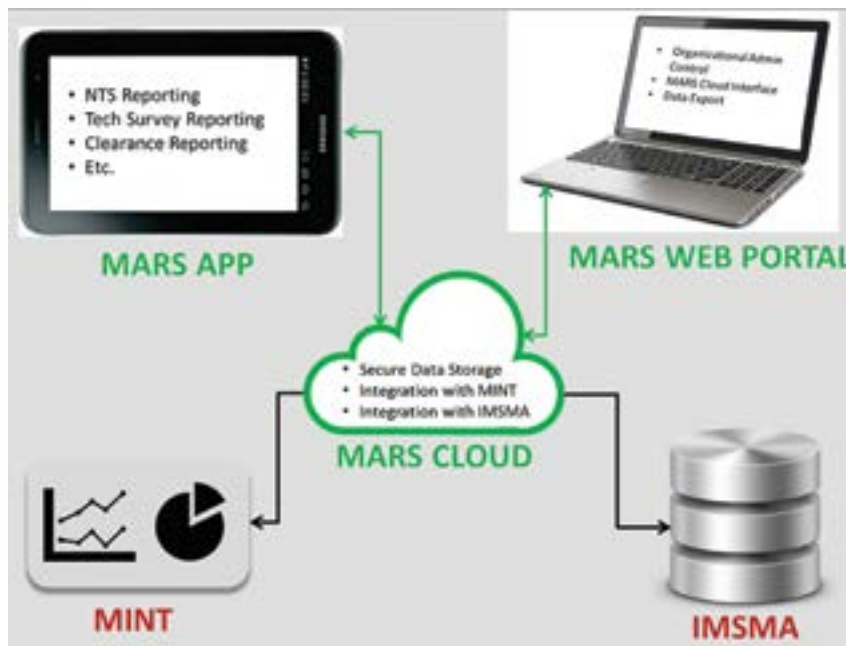 • NTS Reporting
• Tech Survey Reporting
• Clearance Reporting
• Etc.
MARS APP
• Organizational Admin
Control
• MARS Cloud Interface
• Data Export
MARS WEB PORTAL
• Secure Data Storage
• Integration with MINT
• Integration with IMSMA
MARS CLOUD
MINT
IMSMA